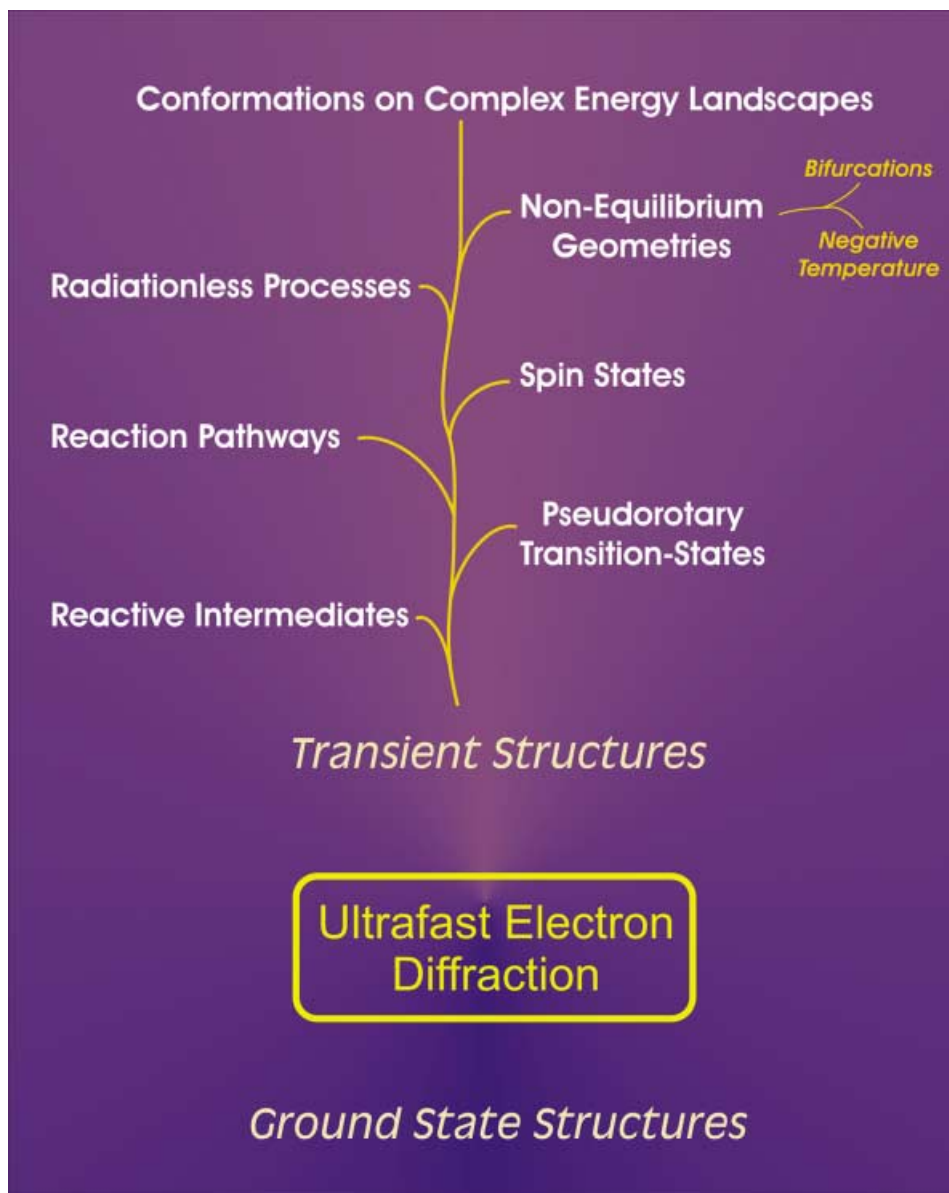 Conformations on Complex Energy Landscapes
Bifurcations
Non-Equilibrium
Geometries
Negative
Temperature
Radiationless Processes
Spin States
Reaction Pathways
Pseudorotary
Transition-States
Reactive Intermediates
Transient Structures
Ultrafast Electron
Diffraction
Ground State Structures